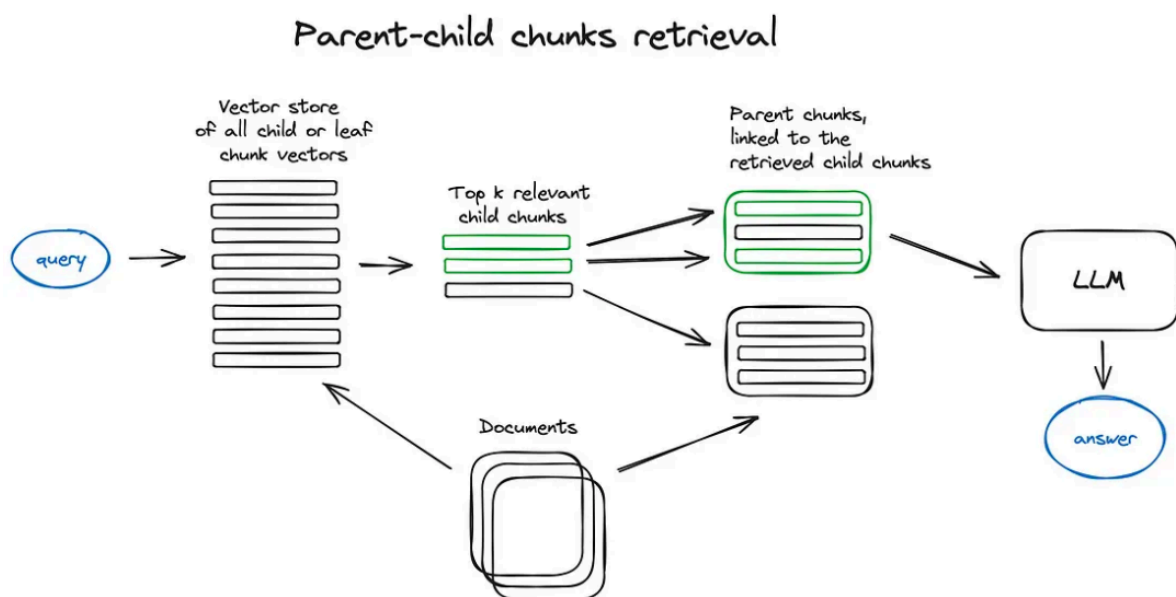 Parent-child chunks retrieval
Vector store
of all child or leaf
chunk vectors
Parent chunks,
linked to the
retrieved child chunks
Top k relevant
child chunks
query
LLM
Documents
answer